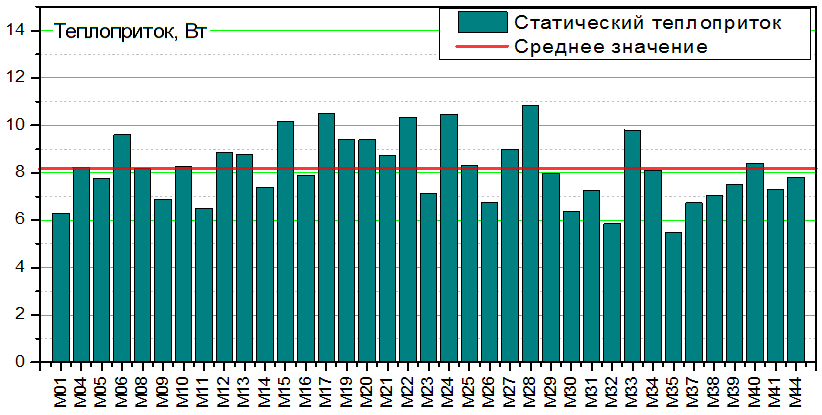 14
12
10
8
6
4
2
0
Теплоприток, Вт
Статический теплоприток
Среднее значение
M01
M04
M05
M06
M08
M09
M10
M11
M12
M13
M14
M15
M16
M17
M19
M20
M21
M22
M23
M24
M25
M26
M27
M28
M29
M30
M31
M32
M33
M34
M35
M37
M38
M39
M40
M41
M44